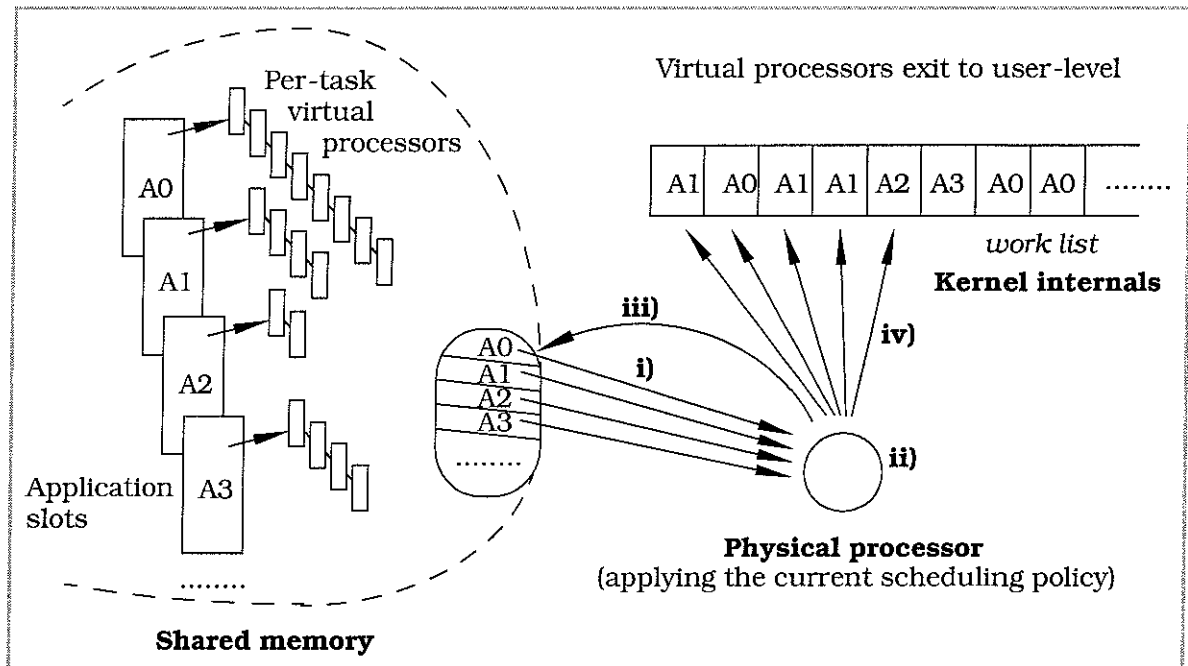 Per-task
virtual
processors
Virtual processors exit to user-level
A0
A1
A2
A3
Application
slots
........
Shared memory
A0
A1
A2
A3
........
i)
ii)
iii)
iv)
A1 A0 A1 A1 A2 A3 A0 A0 ........
work list
Kernel internals
Physical processor
(applying the current scheduling policy)